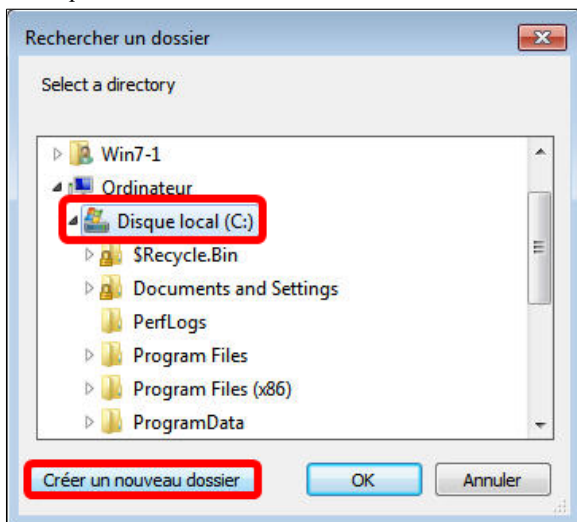 Rechercher un dossier
Select a directory
Win7-1
Ordinateur
Disque local (C:)
$Recycle.Bin
Documents and Settings
PerfLogs
Program Files
Program Files (x86)
ProgramData
Créer un nouveau dossier OK Annuler